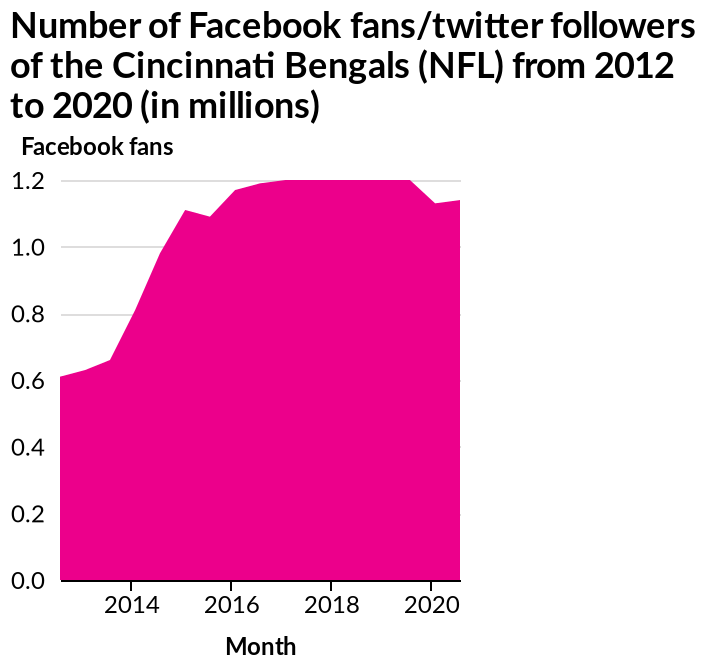 Number of Facebook fans/twitter followers
of the Cincinnati Bengals (NFL) from 2012
to 2020 (in millions)
Facebook fans
1.2
1.0
0.8
0.6
0.4
0.2
0.0
2014 2016 2018 2020
Month